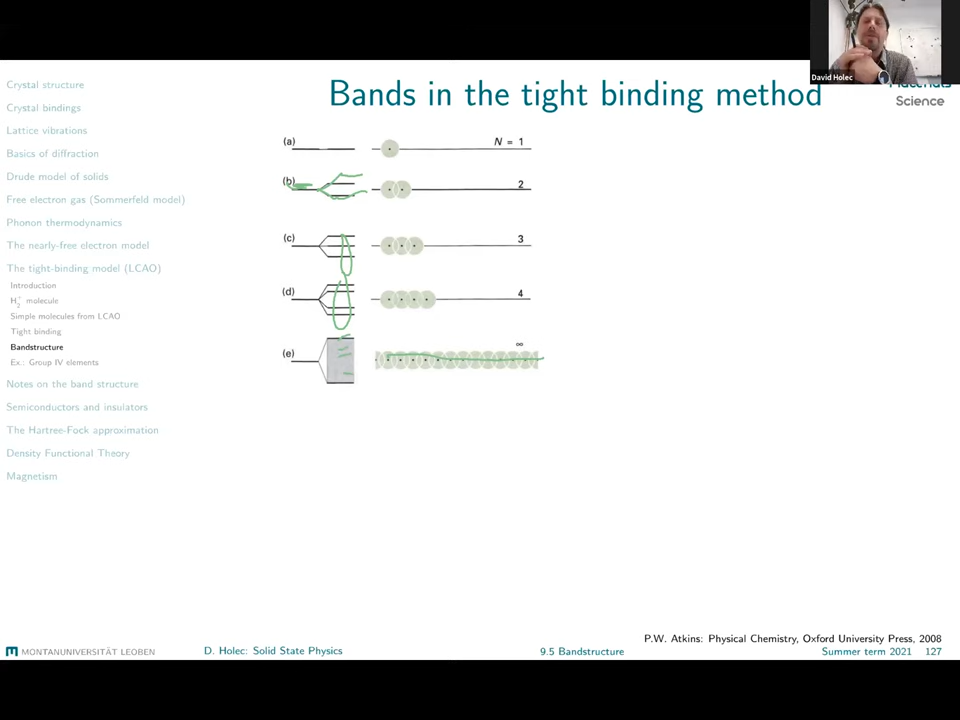 David Holec
Materials
Science
Bands in the tight binding method
Crystal structure
Crystal bindings
Lattice vibrations
Basics of diffraction
Drude model of solids
Free electron gas (Sommerfeld model)
Phonon thermodynamics
The nearly-free electron model
The tight-binding model (LCAO)
Introduction
H₂⁺ molecule
Simple molecules from LCAO
Tight binding
Bandstructure
Ex.: Group IV elements
Notes on the band structure
Semiconductors and insulators
The Hartree-Fock approximation
Density Functional Theory
Magnetism
(a) N = 1
(b) 2
(c) 3
(d) 4
(e) ∞
P.W. Atkins: Physical Chemistry, Oxford University Press, 2008
MONTANUNIVERSITÄT LEOBEN D. Holec: Solid State Physics 9.5 Bandstructure Summer term 2021 127